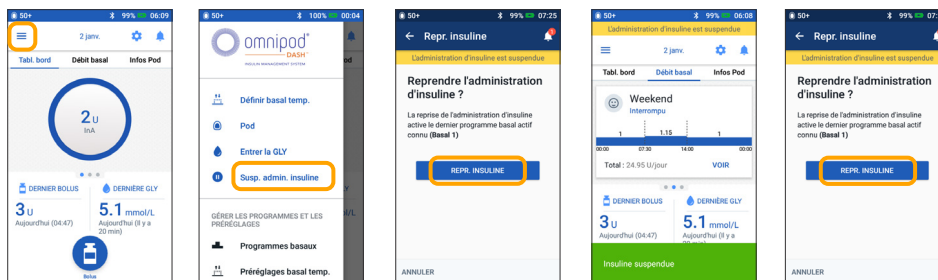 50+ 99% 06:09
2 janv.
Tabl. bord Débit basal Infos Pod
2 U
InA
DERNIER BOLUS DERNIÈRE GLY
3 U 5.1 mmol/L
Aujourd'hui (04:47) Aujourd'hui (il y a
20 min)
Bolus
50+ 100% 00:04
omnipod®
DASH™
INSULIN MANAGEMENT SYSTEM
Définir basal temp.
Pod
Entrer la GLY
Susp. admin. insuline
GÉRER LES PROGRAMMES ET LES
PRÉRÉGLAGES
Programmes basaux
Préréglages basal temp.
50+ 99% 07:25
Repr. insuline
L'administration d'insuline est suspendue
Reprendre l'administration
d'insuline ?
La reprise de l'administration d'insuline
active le dernier programme basal actif
connu (Basal 1)
REPR. INSULINE
ANNULER
50+ 99% 06:08
L'administration d'insuline est suspendue
2 janv.
Tabl. bord Débit basal Infos Pod
Weekend
Interrompu
1 1.15 1
00:00 07:30 14:00 00:00
Total : 24.95 U/jour VOIR
DERNIER BOLUS DERNIÈRE GLY
3 U 5.1 mmol/L
Aujourd'hui (04:47) Aujourd'hui (il y a
20 min)
Insuline suspendue
50+ 99% 07:
Repr. insuline
L'administration d'insuline est suspendue
Reprendre l'administration
d'insuline ?
La reprise de l'administration d'insuline
active le dernier programme basal actif
connu (Basal 1)
REPR. INSULINE
ANNULER